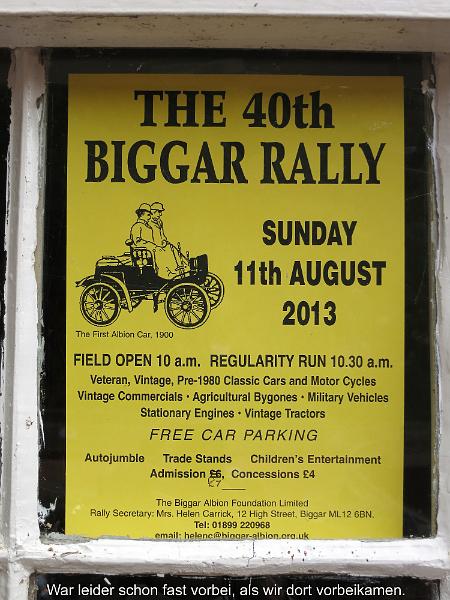 THE 40th
BIGGAR RALLY
SUNDAY
11th AUGUST
2013
The First Albion Car, 1900
FIELD OPEN 10 a.m. REGULARITY RUN 10.30 a.m.
Veteran, Vintage, Pre-1980 Classic Cars and Motor Cycles
Vintage Commercials • Agricultural Bygones • Military Vehicles
Stationary Engines • Vintage Tractors
FREE CAR PARKING
Autojumble Trade Stands Children's Entertainment
Admission £6, Concessions £4
£7
The Biggar Albion Foundation Limited
Rally Secretary: Mrs. Helen Carrick, 12 High Street, Biggar ML12 6BN.
Tel: 01899 220968
email: helenc@biggar-albion.org.uk
War leider schon fast vorbei, als wir dort vorbeikamen.